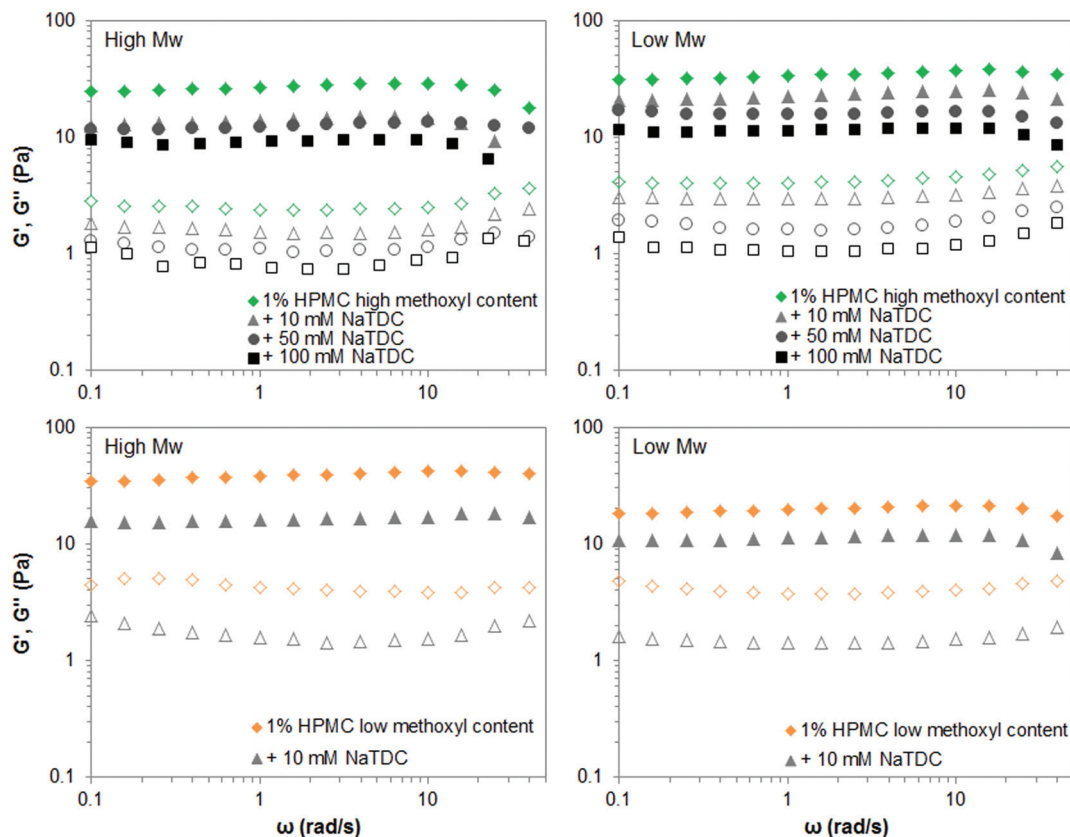 High Mw
100
10
1
0.1
G', G'' (Pa)
0.1
1
10
1% HPMC high methoxyl content
+ 10 mM NaTDC
+ 50 mM NaTDC
+ 100 mM NaTDC
Low Mw
100
10
1
0.1
0.1
1
10
1% HPMC high methoxyl content
+ 10 mM NaTDC
+ 50 mM NaTDC
+ 100 mM NaTDC
High Mw
100
10
1
0.1
G', G'' (Pa)
0.1
1
10
ω (rad/s)
1% HPMC low methoxyl content
+ 10 mM NaTDC
Low Mw
100
10
1
0.1
0.1
1
10
ω (rad/s)
1% HPMC low methoxyl content
+ 10 mM NaTDC